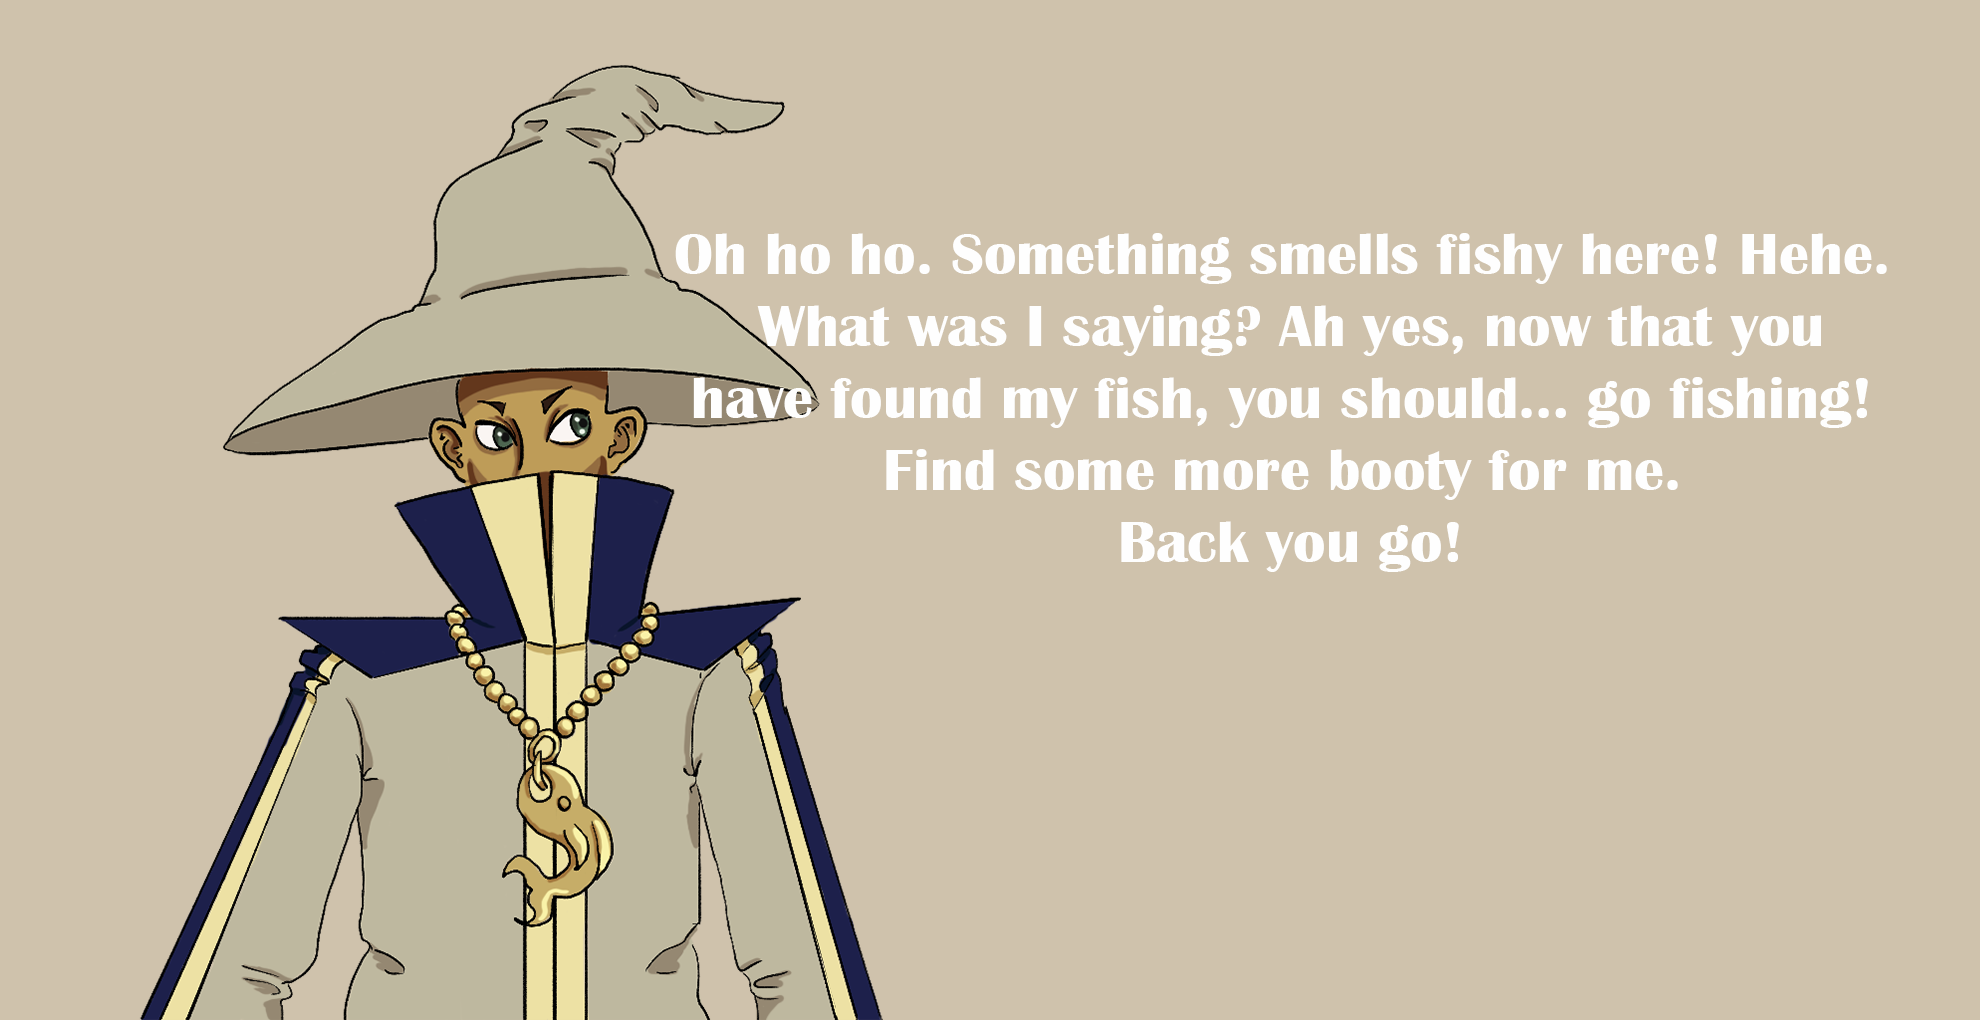 Oh ho ho. Something smells fishy here! Hehe.
What was I saying? Ah yes, now that you
have found my fish, you should... go fishing!
Find some more booty for me.
Back you go!